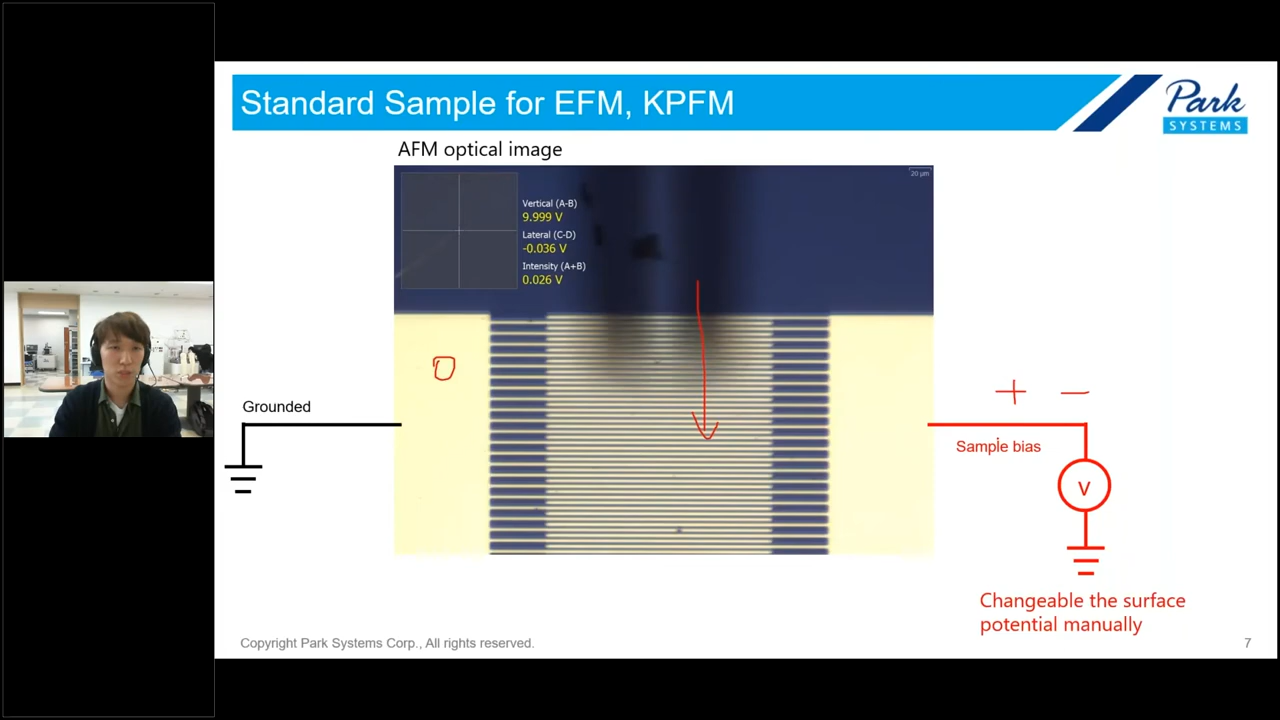 Standard Sample for EFM, KPFM
Park
SYSTEMS
AFM optical image
20 μm
Vertical (A-B)
9.999 V
Lateral (C-D)
-0.036 V
Intensity (A+B)
0.026 V
0
Grounded
+ −
Sample bias
V
Changeable the surface
potential manually
Copyright Park Systems Corp., All rights reserved.
7